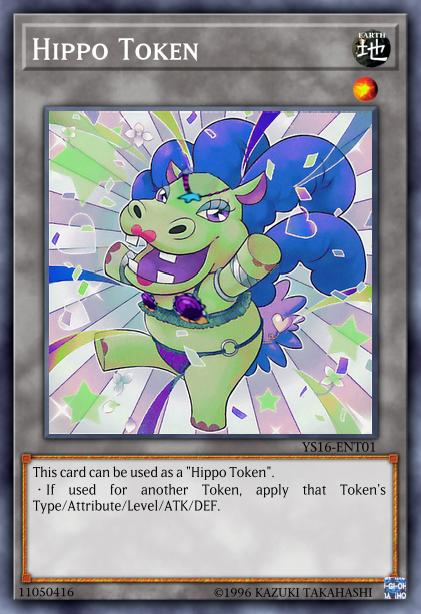 HIPPO TOKEN
EARTH
地
YS16-ENT01
This card can be used as a "Hippo Token".
・If used for another Token, apply that Token's
Type/Attribute/Level/ATK/DEF.
11050416
©1996 KAZUKI TAKAHASHI